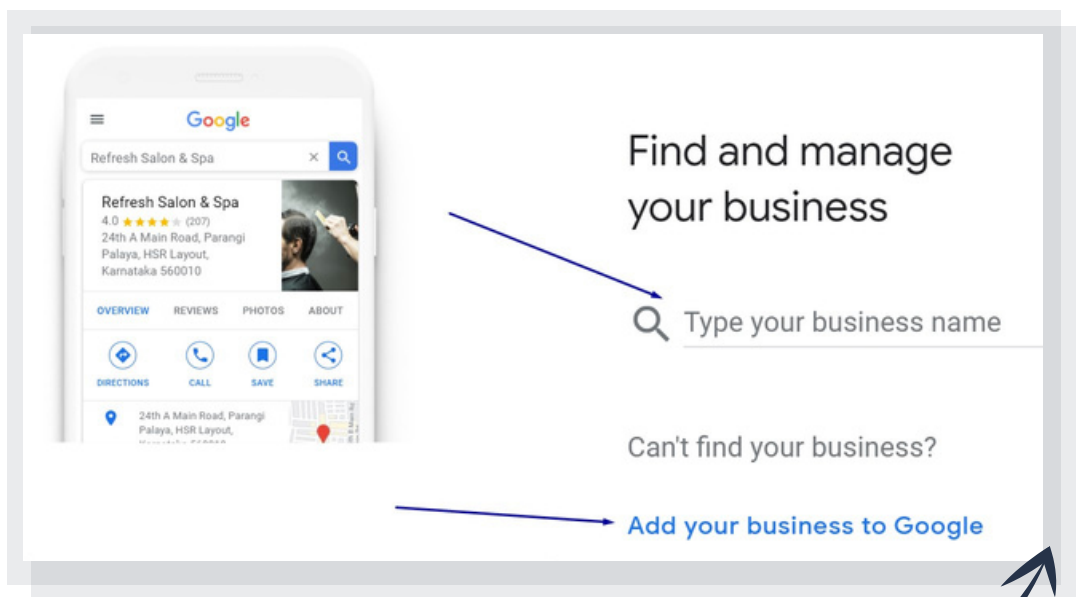 Google
Refresh Salon & Spa
Refresh Salon & Spa
4.0 (207)
24th A Main Road, Parangi
Palaya, HSR Layout,
Karnataka 560010
OVERVIEW REVIEWS PHOTOS ABOUT
DIRECTIONS CALL SAVE SHARE
24th A Main Road, Parangi
Palaya, HSR Layout,
Find and manage
your business
Type your business name
Can't find your business?
Add your business to Google